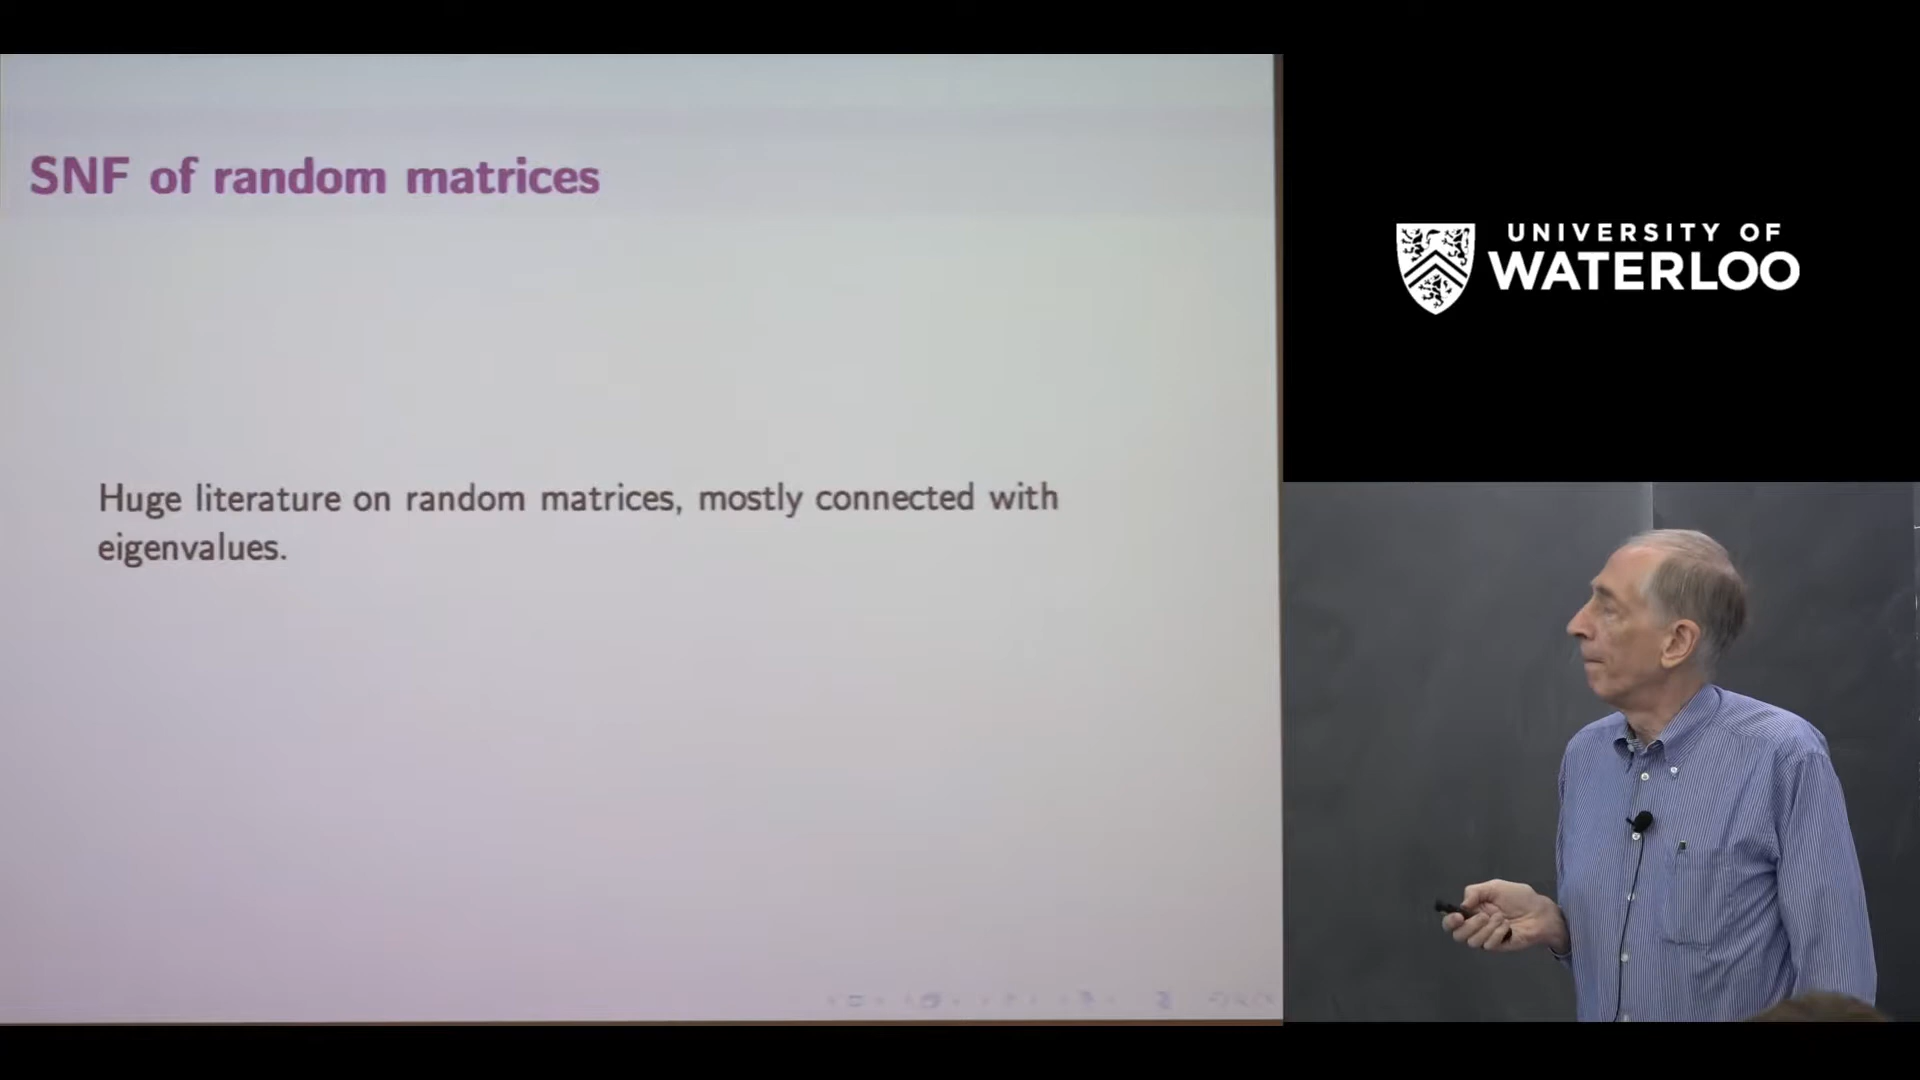 SNF of random matrices
Huge literature on random matrices, mostly connected with
eigenvalues.
UNIVERSITY OF
WATERLOO